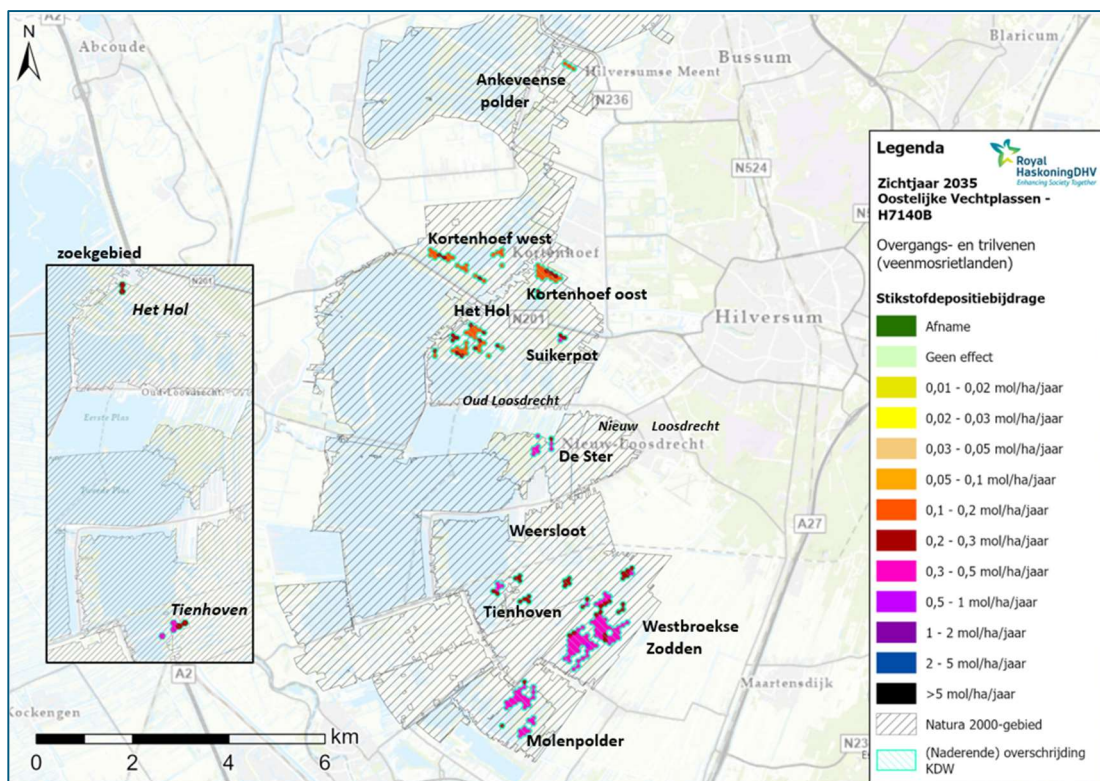 N
A2
Abcoude
Ankeveense
polder
Hilversumse Meent
N236
Bussum
Blaricum
N524
Kortenhoef west
Kortenhoef
Kortenhoef oost
Het Hol
N201
Suikerpot
Hilversum
Oud Loosdrecht
Nieuw Loosdrecht
Nieuw-Loosdrecht
De Ster
Weersloot
A27
Tienhoven
Westbroekse
Zodden
Maartensdijk
Molenpolder
zoekgebied
N201
Het Hol
Oud-Loosdrecht
Eerste Plas
Tweede Plas
Tienhoven
A2
Kockengen
km
0 2 4 6
Legenda
Royal
HaskoningDHV
Enhancing Society Together
Zichtjaar 2035
Oostelijke Vechtplassen -
H7140B
Overgangs- en trilvenen
(veenmosrietlanden)
Stikstofdepositiebijdrage
Afname
Geen effect
0,01 - 0,02 mol/ha/jaar
0,02 - 0,03 mol/ha/jaar
0,03 - 0,05 mol/ha/jaar
0,05 - 0,1 mol/ha/jaar
0,1 - 0,2 mol/ha/jaar
0,2 - 0,3 mol/ha/jaar
0,3 - 0,5 mol/ha/jaar
0,5 - 1 mol/ha/jaar
1 - 2 mol/ha/jaar
2 - 5 mol/ha/jaar
>5 mol/ha/jaar
Natura 2000-gebied
(Naderende) overschrijding
KDW